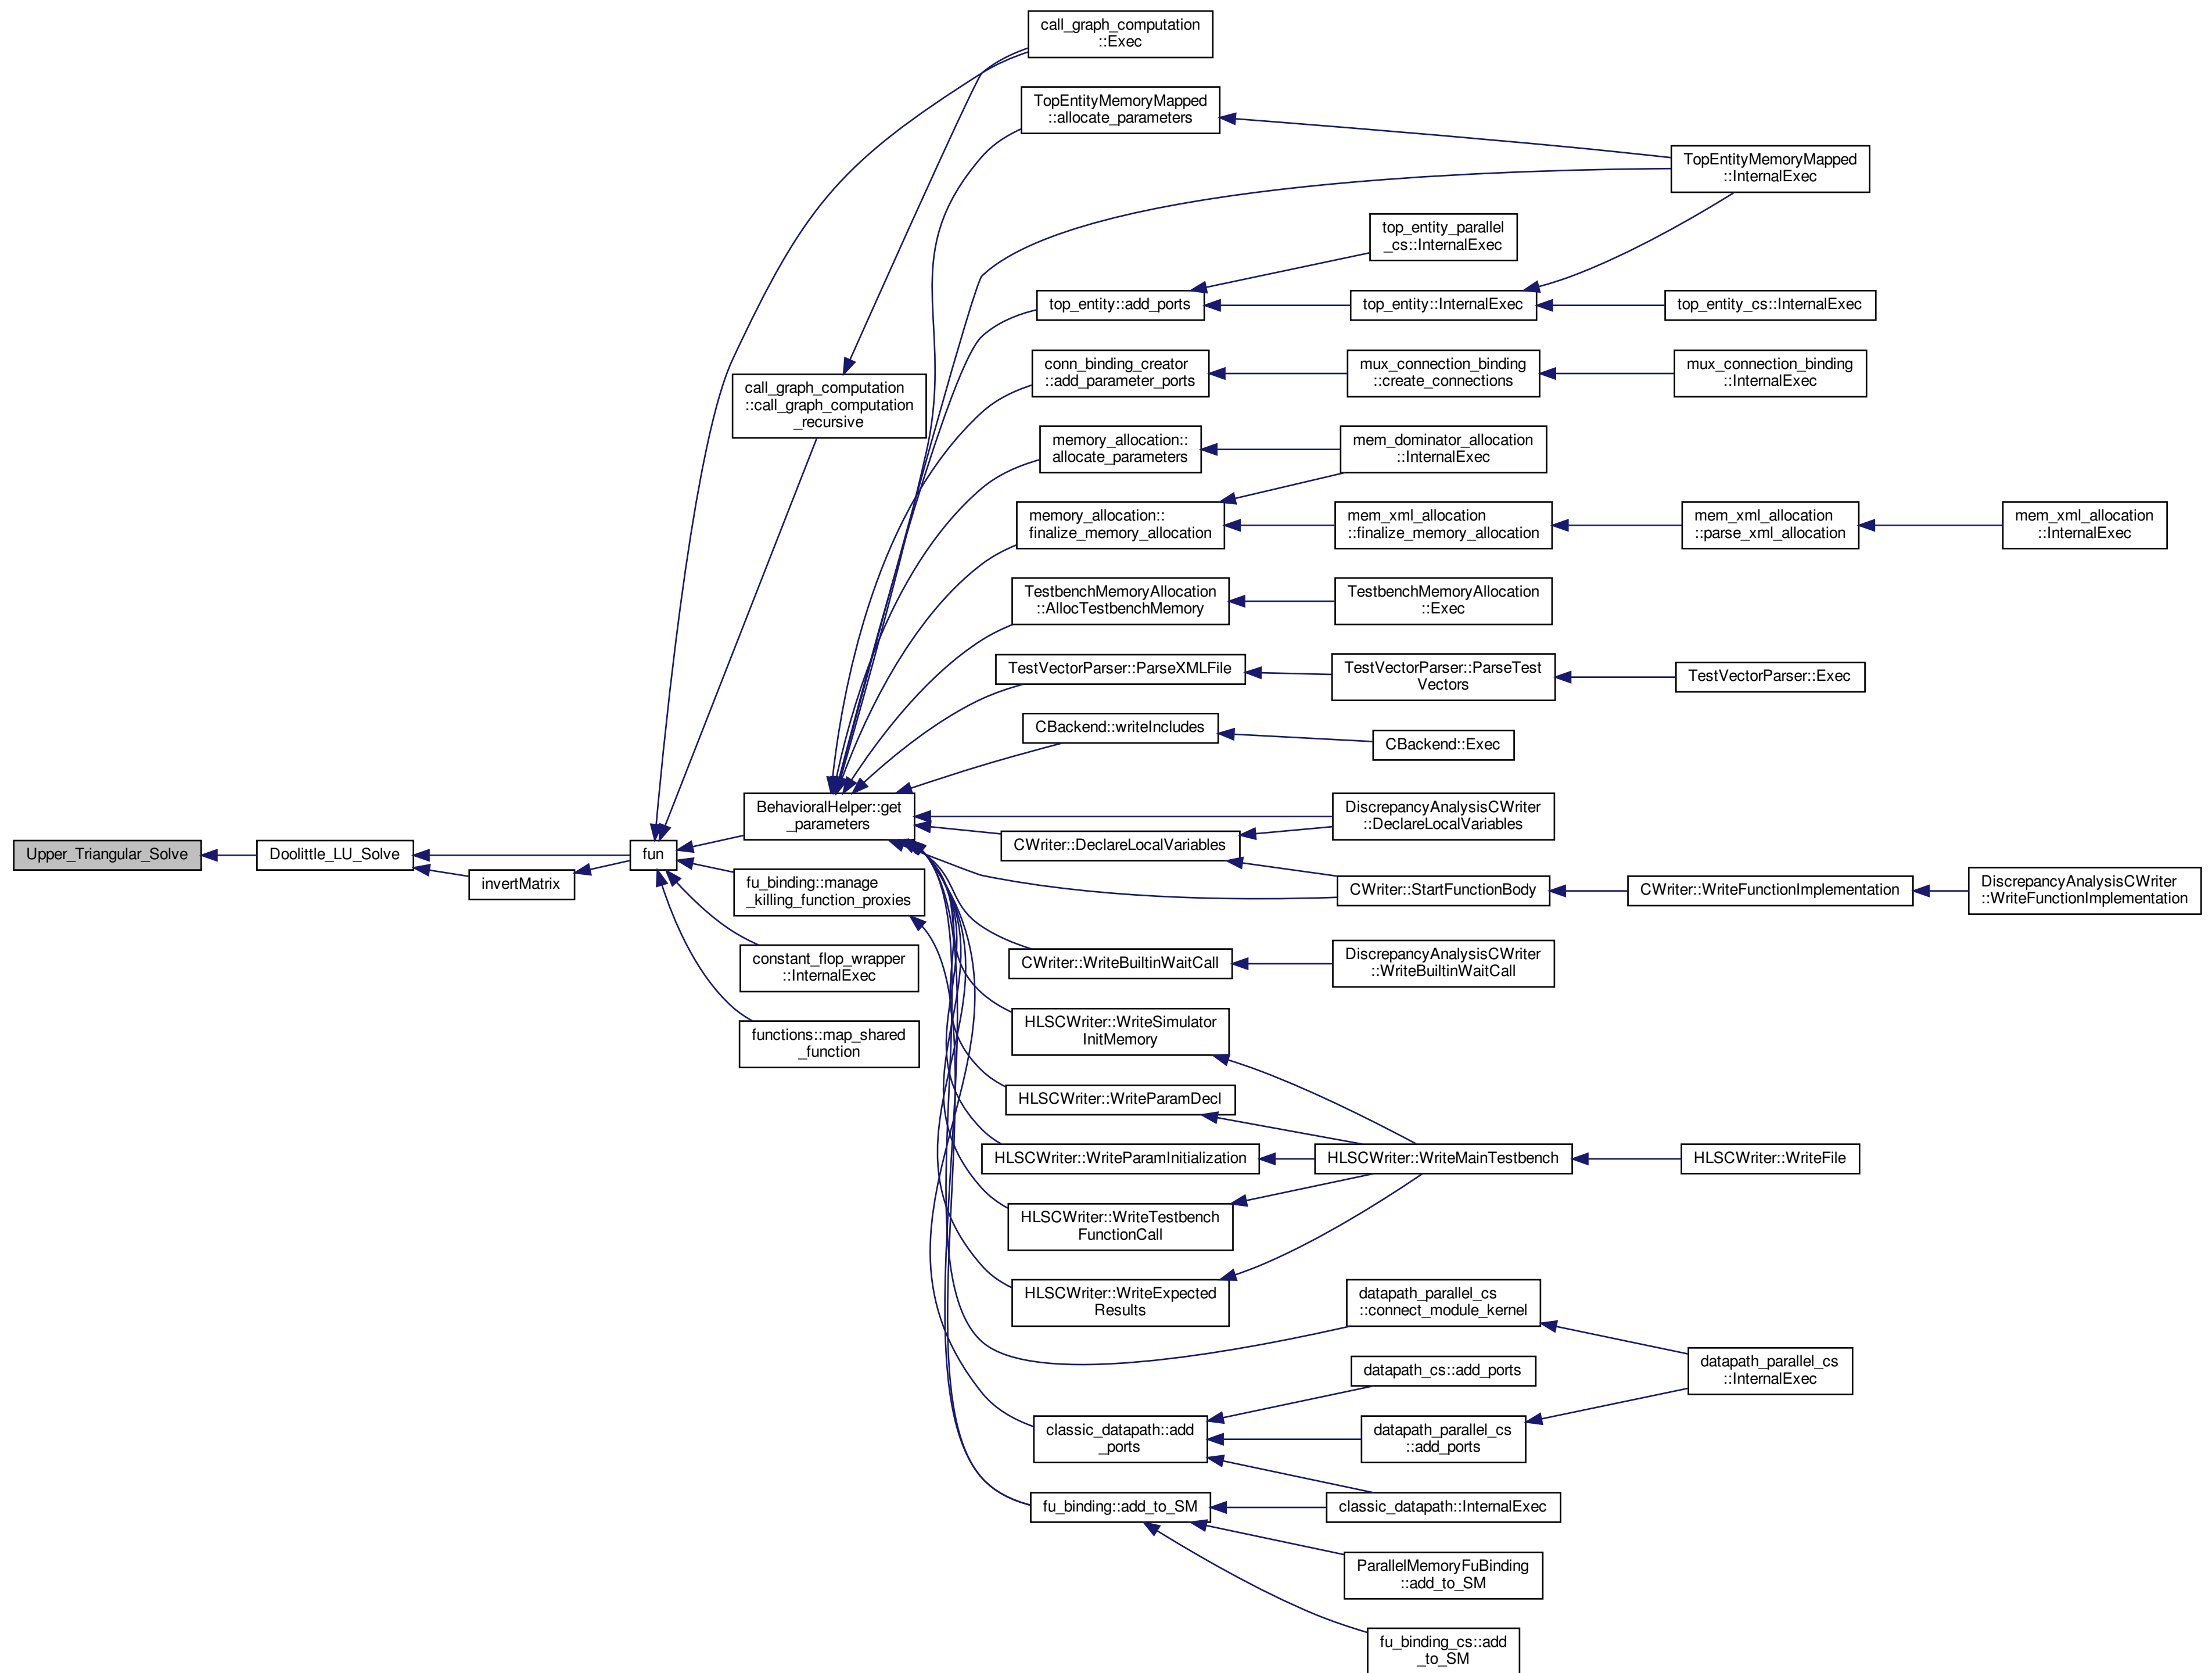 call_graph_computation
::Exec
TopEntityMemoryMapped
::allocate_parameters
TopEntityMemoryMapped
::InternalExec
top_entity_parallel
_cs::InternalExec
top_entity::add_ports
top_entity::InternalExec
top_entity_cs::InternalExec
conn_binding_creator
::add_parameter_ports
mux_connection_binding
::create_connections
mux_connection_binding
::InternalExec
call_graph_computation
::call_graph_computation
_recursive
memory_allocation::
allocate_parameters
mem_dominator_allocation
::InternalExec
memory_allocation::
finalize_memory_allocation
mem_xml_allocation
::finalize_memory_allocation
mem_xml_allocation
::parse_xml_allocation
mem_xml_allocation
::InternalExec
TestbenchMemoryAllocation
::AllocTestbenchMemory
TestbenchMemoryAllocation
::Exec
TestVectorParser::ParseXMLFile
TestVectorParser::ParseTest
Vectors
TestVectorParser::Exec
CBackend::writeIncludes
CBackend::Exec
BehavioralHelper::get
_parameters
DiscrepancyAnalysisCWriter
::DeclareLocalVariables
CWriter::DeclareLocalVariables
Upper_Triangular_Solve
Doolittle_LU_Solve
fun
invertMatrix
fu_binding::manage
_killing_function_proxies
CWriter::StartFunctionBody
CWriter::WriteFunctionImplementation
DiscrepancyAnalysisCWriter
::WriteFunctionImplementation
constant_flop_wrapper
::InternalExec
CWriter::WriteBuiltinWaitCall
DiscrepancyAnalysisCWriter
::WriteBuiltinWaitCall
functions::map_shared
_function
HLSCWriter::WriteSimulator
InitMemory
HLSCWriter::WriteParamDecl
HLSCWriter::WriteParamInitialization
HLSCWriter::WriteMainTestbench
HLSCWriter::WriteFile
HLSCWriter::WriteTestbench
FunctionCall
HLSCWriter::WriteExpected
Results
datapath_parallel_cs
::connect_module_kernel
datapath_cs::add_ports
datapath_parallel_cs
::InternalExec
classic_datapath::add
_ports
datapath_parallel_cs
::add_ports
fu_binding::add_to_SM
classic_datapath::InternalExec
ParallelMemoryFuBinding
::add_to_SM
fu_binding_cs::add
_to_SM